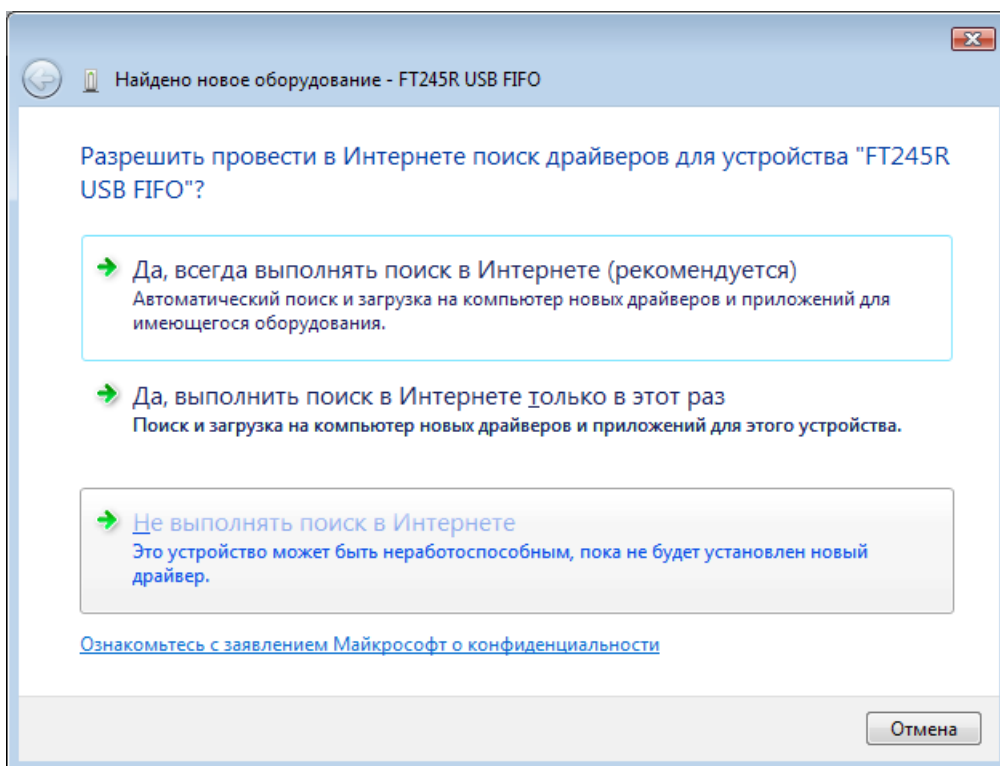 Найдено новое оборудование - FT245R USB FIFO
Разрешить провести в Интернете поиск драйверов для устройства "FT245R
USB FIFO"?
Да, всегда выполнять поиск в Интернете (рекомендуется)
Автоматический поиск и загрузка на компьютер новых драйверов и приложений для
имеющегося оборудования.
Да, выполнить поиск в Интернете только в этот раз
Поиск и загрузка на компьютер новых драйверов и приложений для этого устройства.
Не выполнять поиск в Интернете
Это устройство может быть неработоспособным, пока не будет установлен новый
драйвер.
Ознакомьтесь с заявлением Майкрософт о конфиденциальности
Отмена